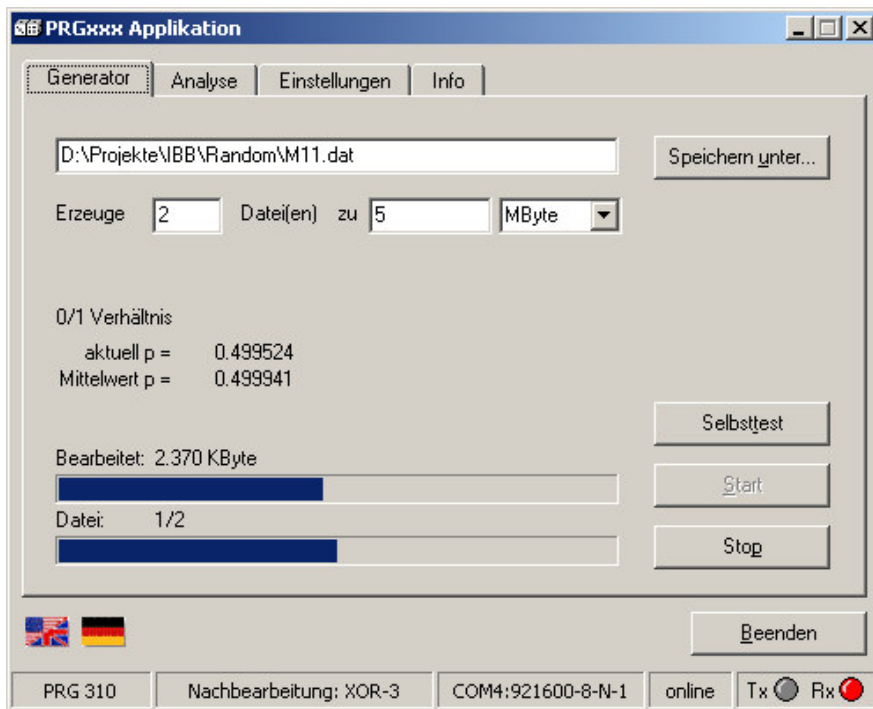 PRGxxx Applikation
Generator Analyse Einstellungen Info
D:\Projekte\IBB\Random\M11.dat Speichern unter...
Erzeuge 2 Datei(en) zu 5 MByte
0/1 Verhältnis
aktuell p = 0.499524
Mittelwert p = 0.499941
Selbsttest
Bearbeitet: 2.370 KByte
Start
Datei: 1/2
Stop
Beenden
PRG 310 Nachbearbeitung: XOR-3 COM4:921600-8-N-1 online Tx Rx